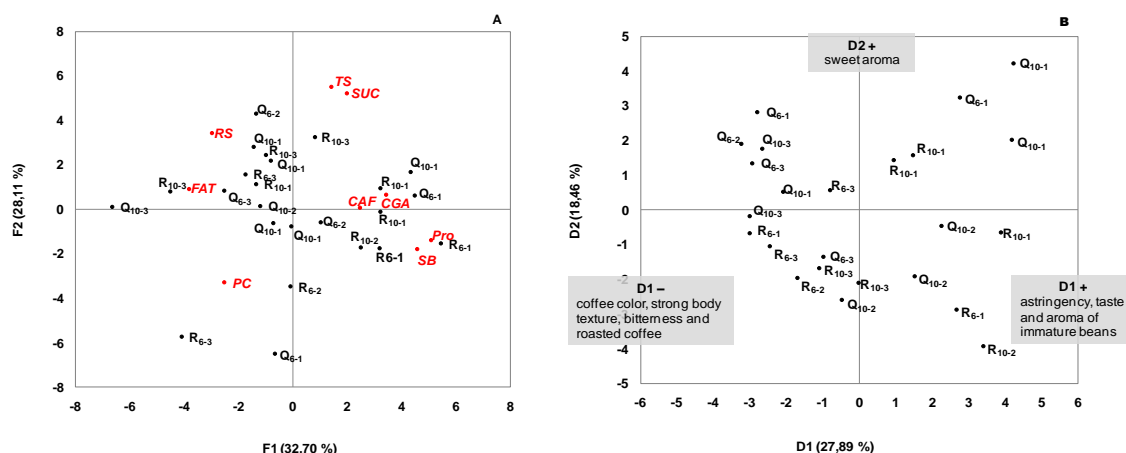 A
8
6
4
2
0
-2
-4
-6
-8
-8
-6
-4
-2
0
2
4
6
8
F2 (28,11 %)
F1 (32,70 %)
TS
SUC
Q6-2
R10-3
RS
Q10-1
R10-3
Q10-1
R6-3
R10-1
R10-3
FAT
Q6-3
Q10-3
Q10-2
Q10-1
Q10-1
Q6-2
Q10-1
R10-1
Q6-1
CAF CGA
R10-1
R10-2
R6-1
Pro
R6-1
SB
PC
R6-2
R6-3
Q6-1
B
5
4
3
2
1
0
-1
-2
-4
-5
-6
-5
-4
-3
-2
-1
0
1
2
3
4
5
6
D2 (18,46 %)
D1 (27,89 %)
D2 +
sweet aroma
Q10-1
Q6-1
Q6-1
Q10-1
Q6-2
Q10-3
Q6-3
R10-1
R10-1
Q10-1
R6-3
Q10-3
R6-1
R6-3
Q6-3
R10-3
R6-2
R10-3
Q10-2
Q10-2
R10-1
Q10-2
R6-1
R10-2
D1 –
coffee color, strong body
texture, bitterness and
roasted coffee
D1 +
astringency, taste
and aroma of
immature beans